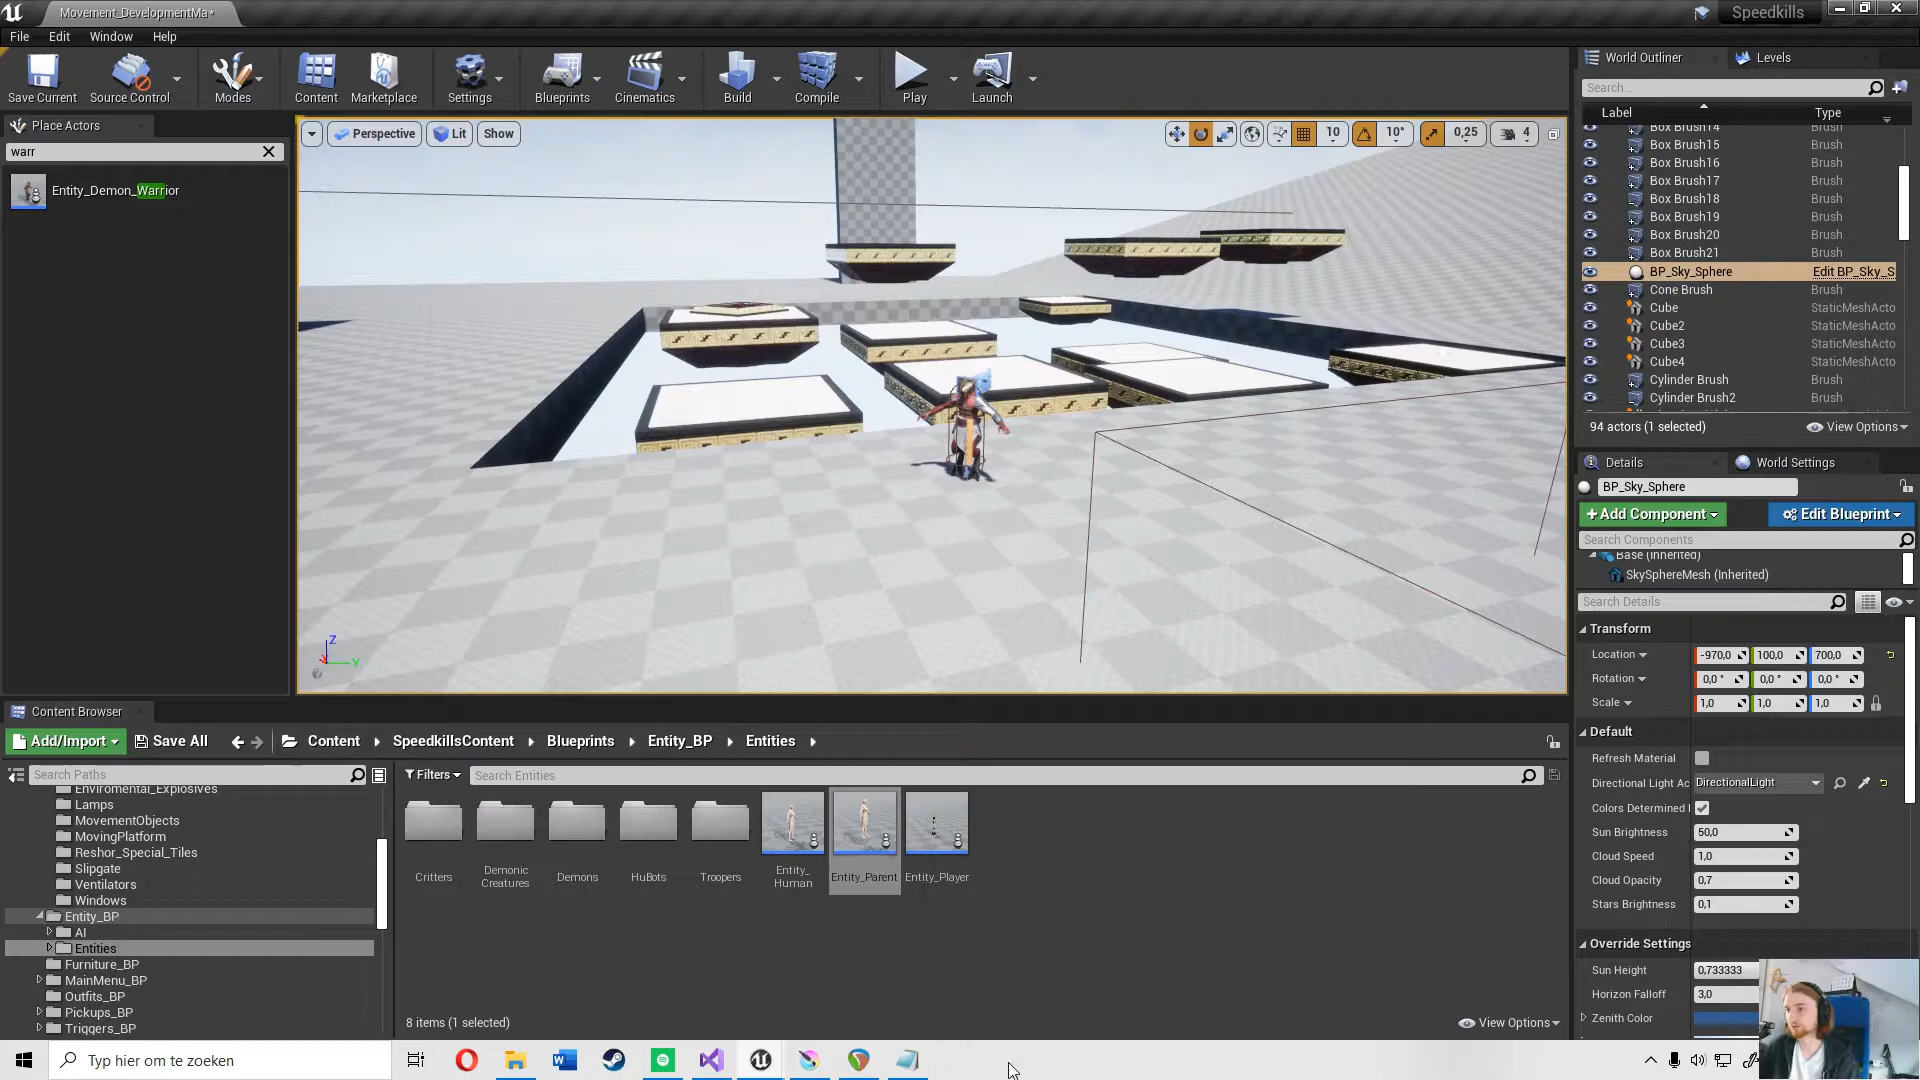 Movement_DevelopmentMa*
Speedkills
File Edit Window Help
Save Current
Source Control
Modes
Content
Marketplace
Settings
Blueprints
Cinematics
Build
Compile
Play
Launch
World Outliner
Levels
Search...
Label
Type
Box Brush14 Brush
Box Brush15 Brush
Box Brush16 Brush
Box Brush17 Brush
Box Brush18 Brush
Box Brush19 Brush
Box Brush20 Brush
Box Brush21 Brush
BP_Sky_Sphere Edit BP_Sky_S
Cone Brush Brush
Cube StaticMeshActo
Cube2 StaticMeshActo
Cube3 StaticMeshActo
Cube4 StaticMeshActo
Cylinder Brush Brush
Cylinder Brush2 Brush
94 actors (1 selected)
View Options
Place Actors
warr
Entity_Demon_Warrior
Perspective
Lit
Show
10
10°
0,25
4
Z
X
Y
Details
World Settings
BP_Sky_Sphere
+Add Component
Edit Blueprint
Search Components
Base (Inherited)
SkySphereMesh (Inherited)
Search Details
Transform
Location -970,0 100,0 700,0
Rotation 0,0 ° 0,0 ° 0,0 °
Scale 1,0 1,0 1,0
Default
Refresh Material
Directional Light Ac DirectionalLight
Colors Determined
Sun Brightness 50,0
Cloud Speed 1,0
Cloud Opacity 0,7
Stars Brightness 0,1
Override Settings
Sun Height 0,733333
Horizon Falloff 3,0
Zenith Color
Content Browser
Add/Import
Save All
Content
SpeedkillsContent
Blueprints
Entity_BP
Entities
Search Paths
Filters
Search Entities
Enviromental_Explosives
Lamps
MovementObjects
MovingPlatform
Reshor_Special_Tiles
Slipgate
Ventilators
Windows
Entity_BP
AI
Entities
Furniture_BP
MainMenu_BP
Outfits_BP
Pickups_BP
Triggers_BP
Critters
Demonic
Creatures
Demons
HuBots
Troopers
Entity_
Human
Entity_Parent
Entity_Player
8 items (1 selected)
View Options
Typ hier om te zoeken